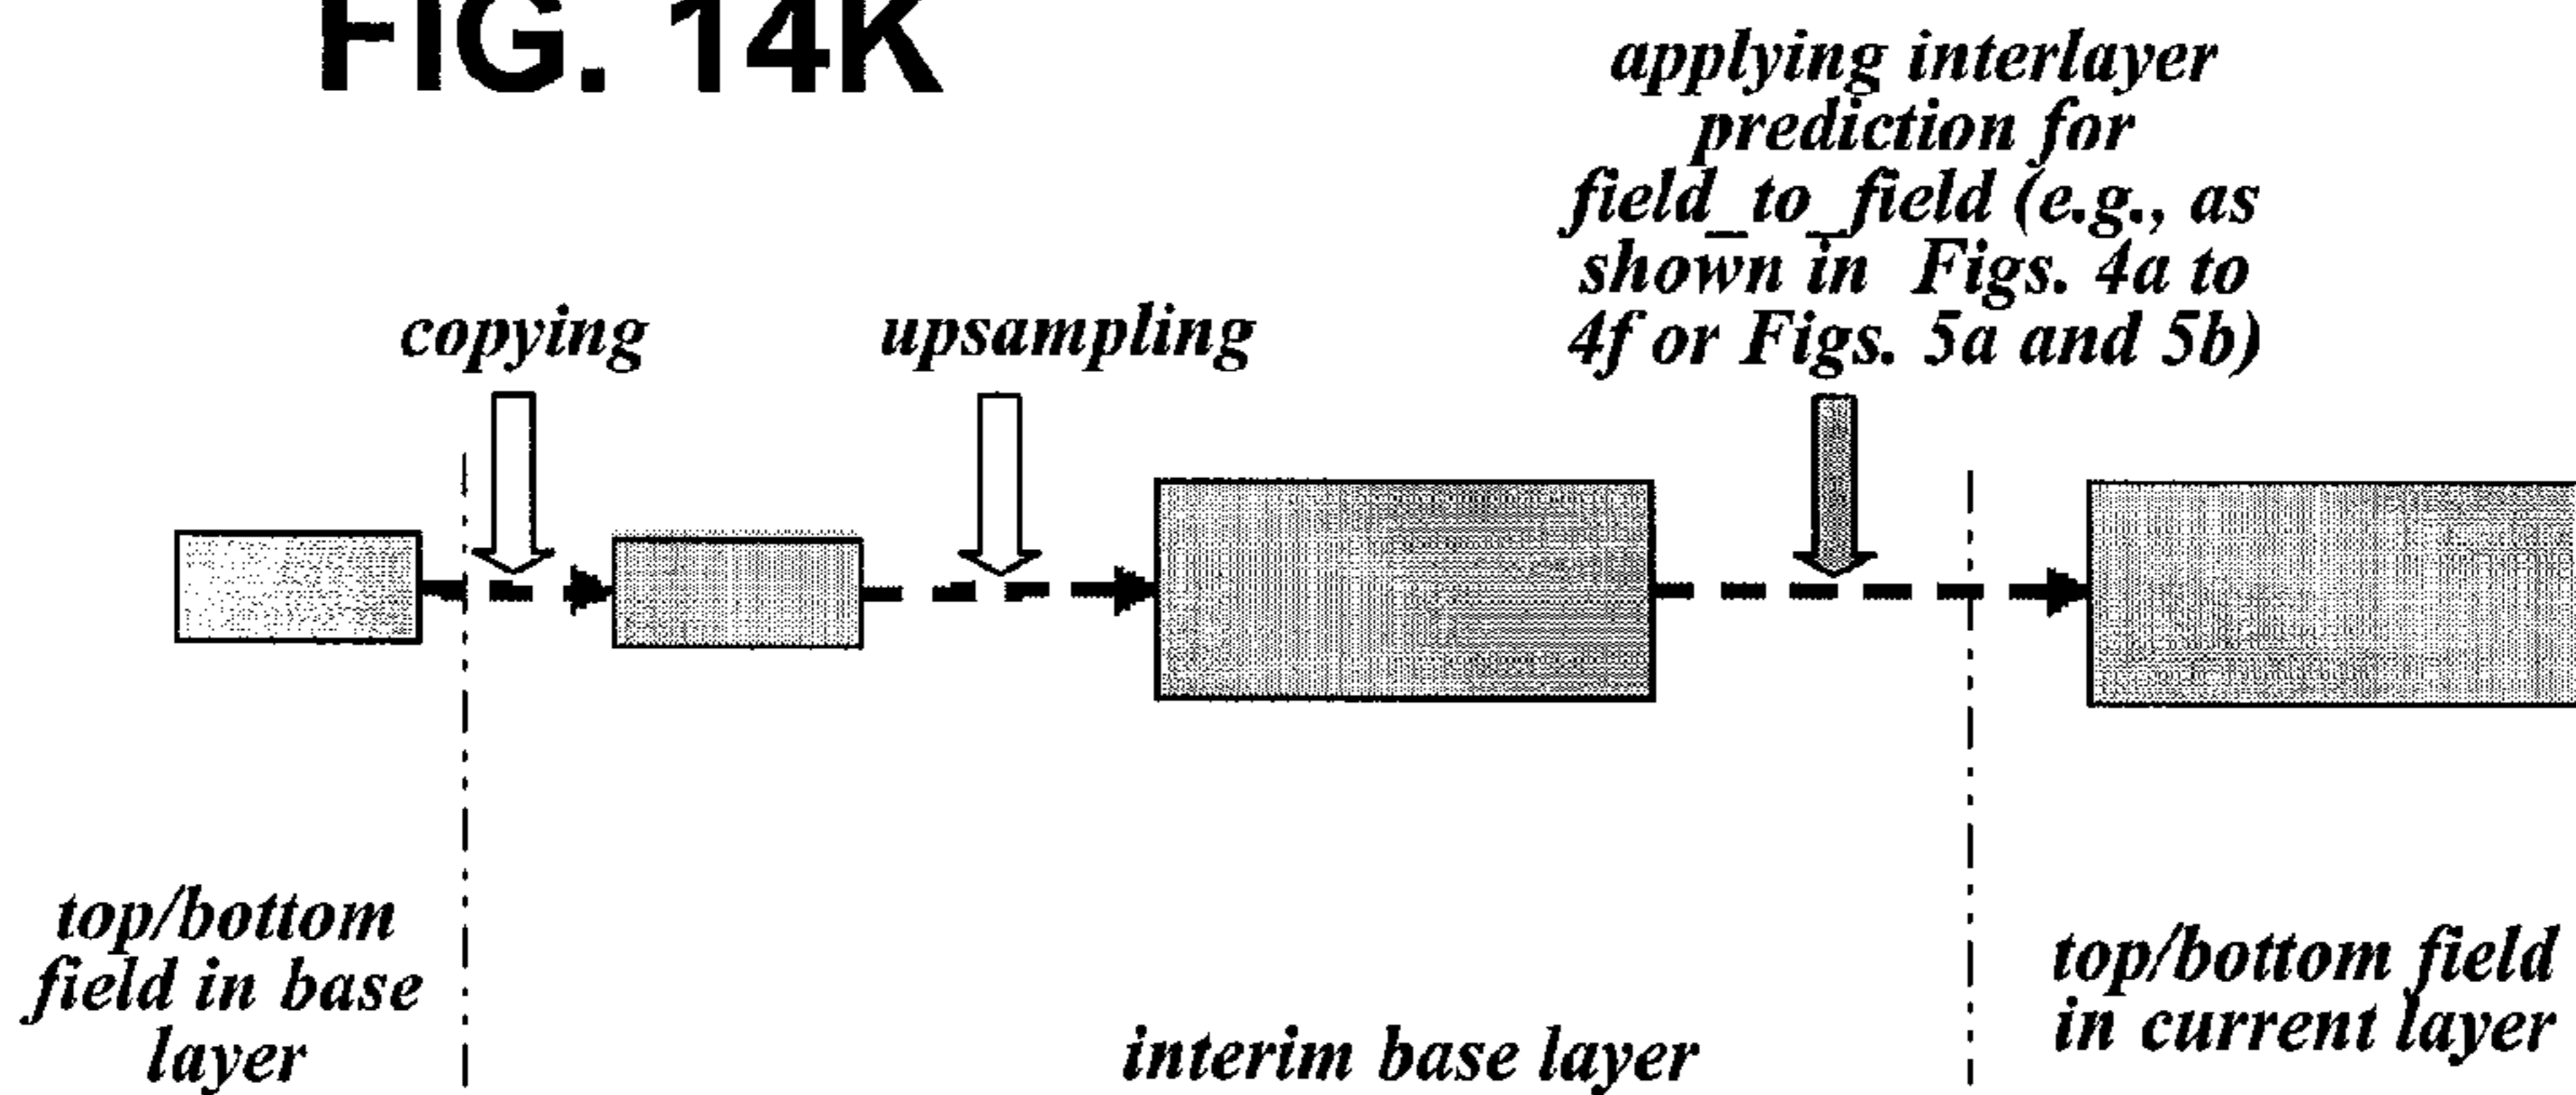 FIG. 14K
applying interlayer
prediction for
field_to_field (e.g., as
shown in Figs. 4a to
4f or Figs. 5a and 5b)
copying
upsampling
top/bottom
field in base
layer
interim base layer
top/bottom field
in current layer